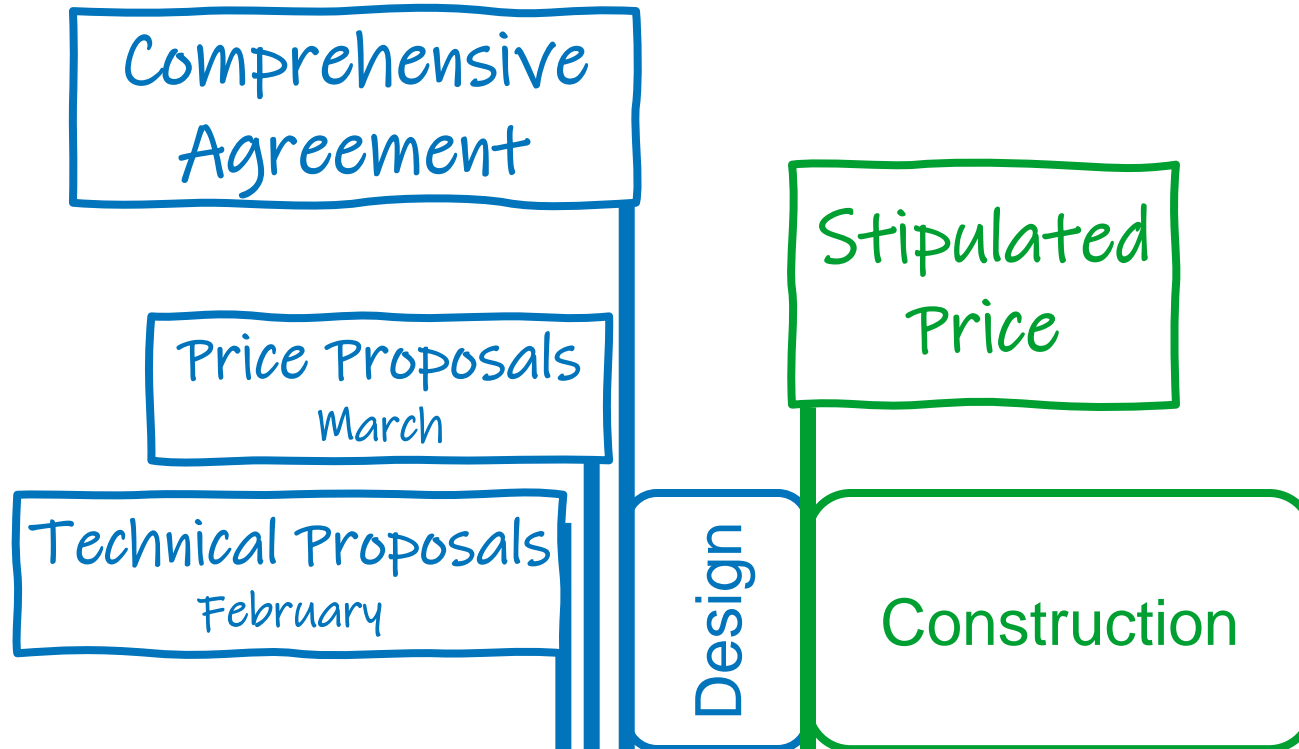 Comprehensive
Agreement
Stipulated
Price
Price Proposals
March
Technical Proposals
February
Design
Construction